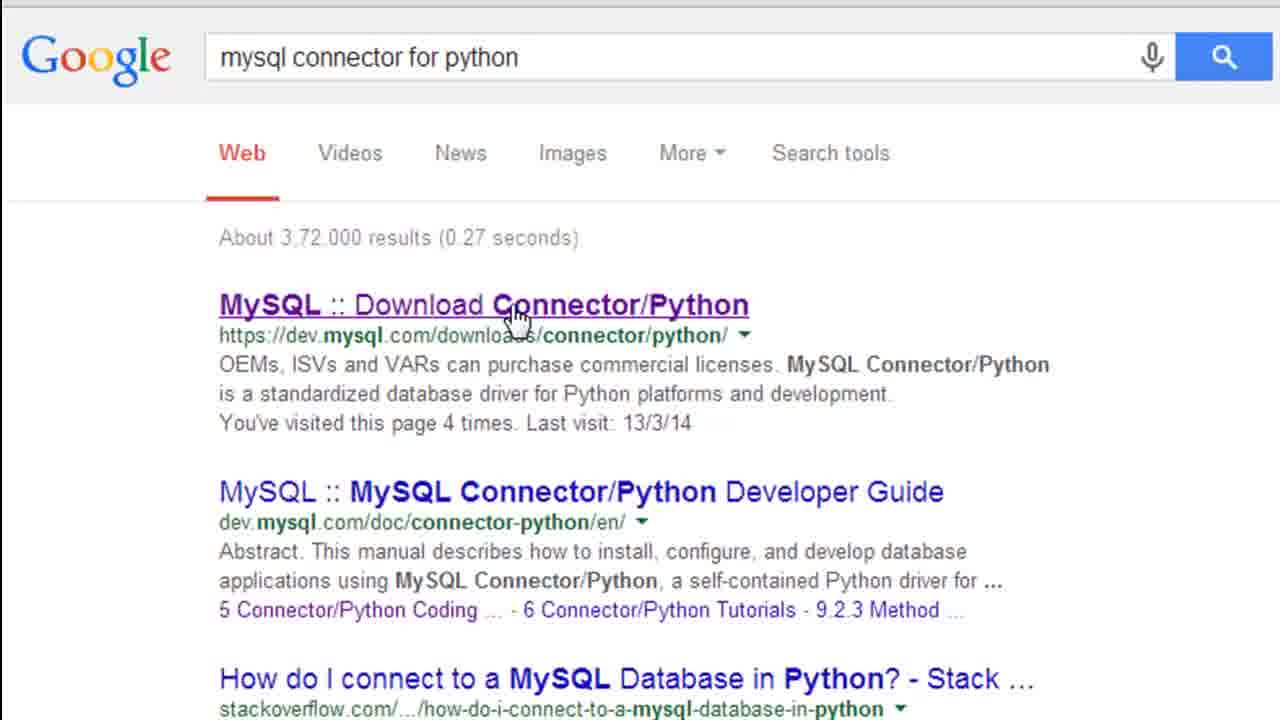 Google
mysql connector for python
Web Videos News Images More Search tools
About 3,72,000 results (0.27 seconds)
MySQL :: Download Connector/Python
https://dev.mysql.com/downloads/connector/python/
OEMs, ISVs and VARs can purchase commercial licenses. MySQL Connector/Python
is a standardized database driver for Python platforms and development.
You've visited this page 4 times. Last visit: 13/3/14
MySQL :: MySQL Connector/Python Developer Guide
dev.mysql.com/doc/connector-python/en/
Abstract. This manual describes how to install, configure, and develop database
applications using MySQL Connector/Python, a self-contained Python driver for ...
5 Connector/Python Coding ... - 6 Connector/Python Tutorials - 9.2.3 Method ...
How do I connect to a MySQL Database in Python? - Stack ...
stackoverflow.com/.../how-do-i-connect-to-a-mysql-database-in-python